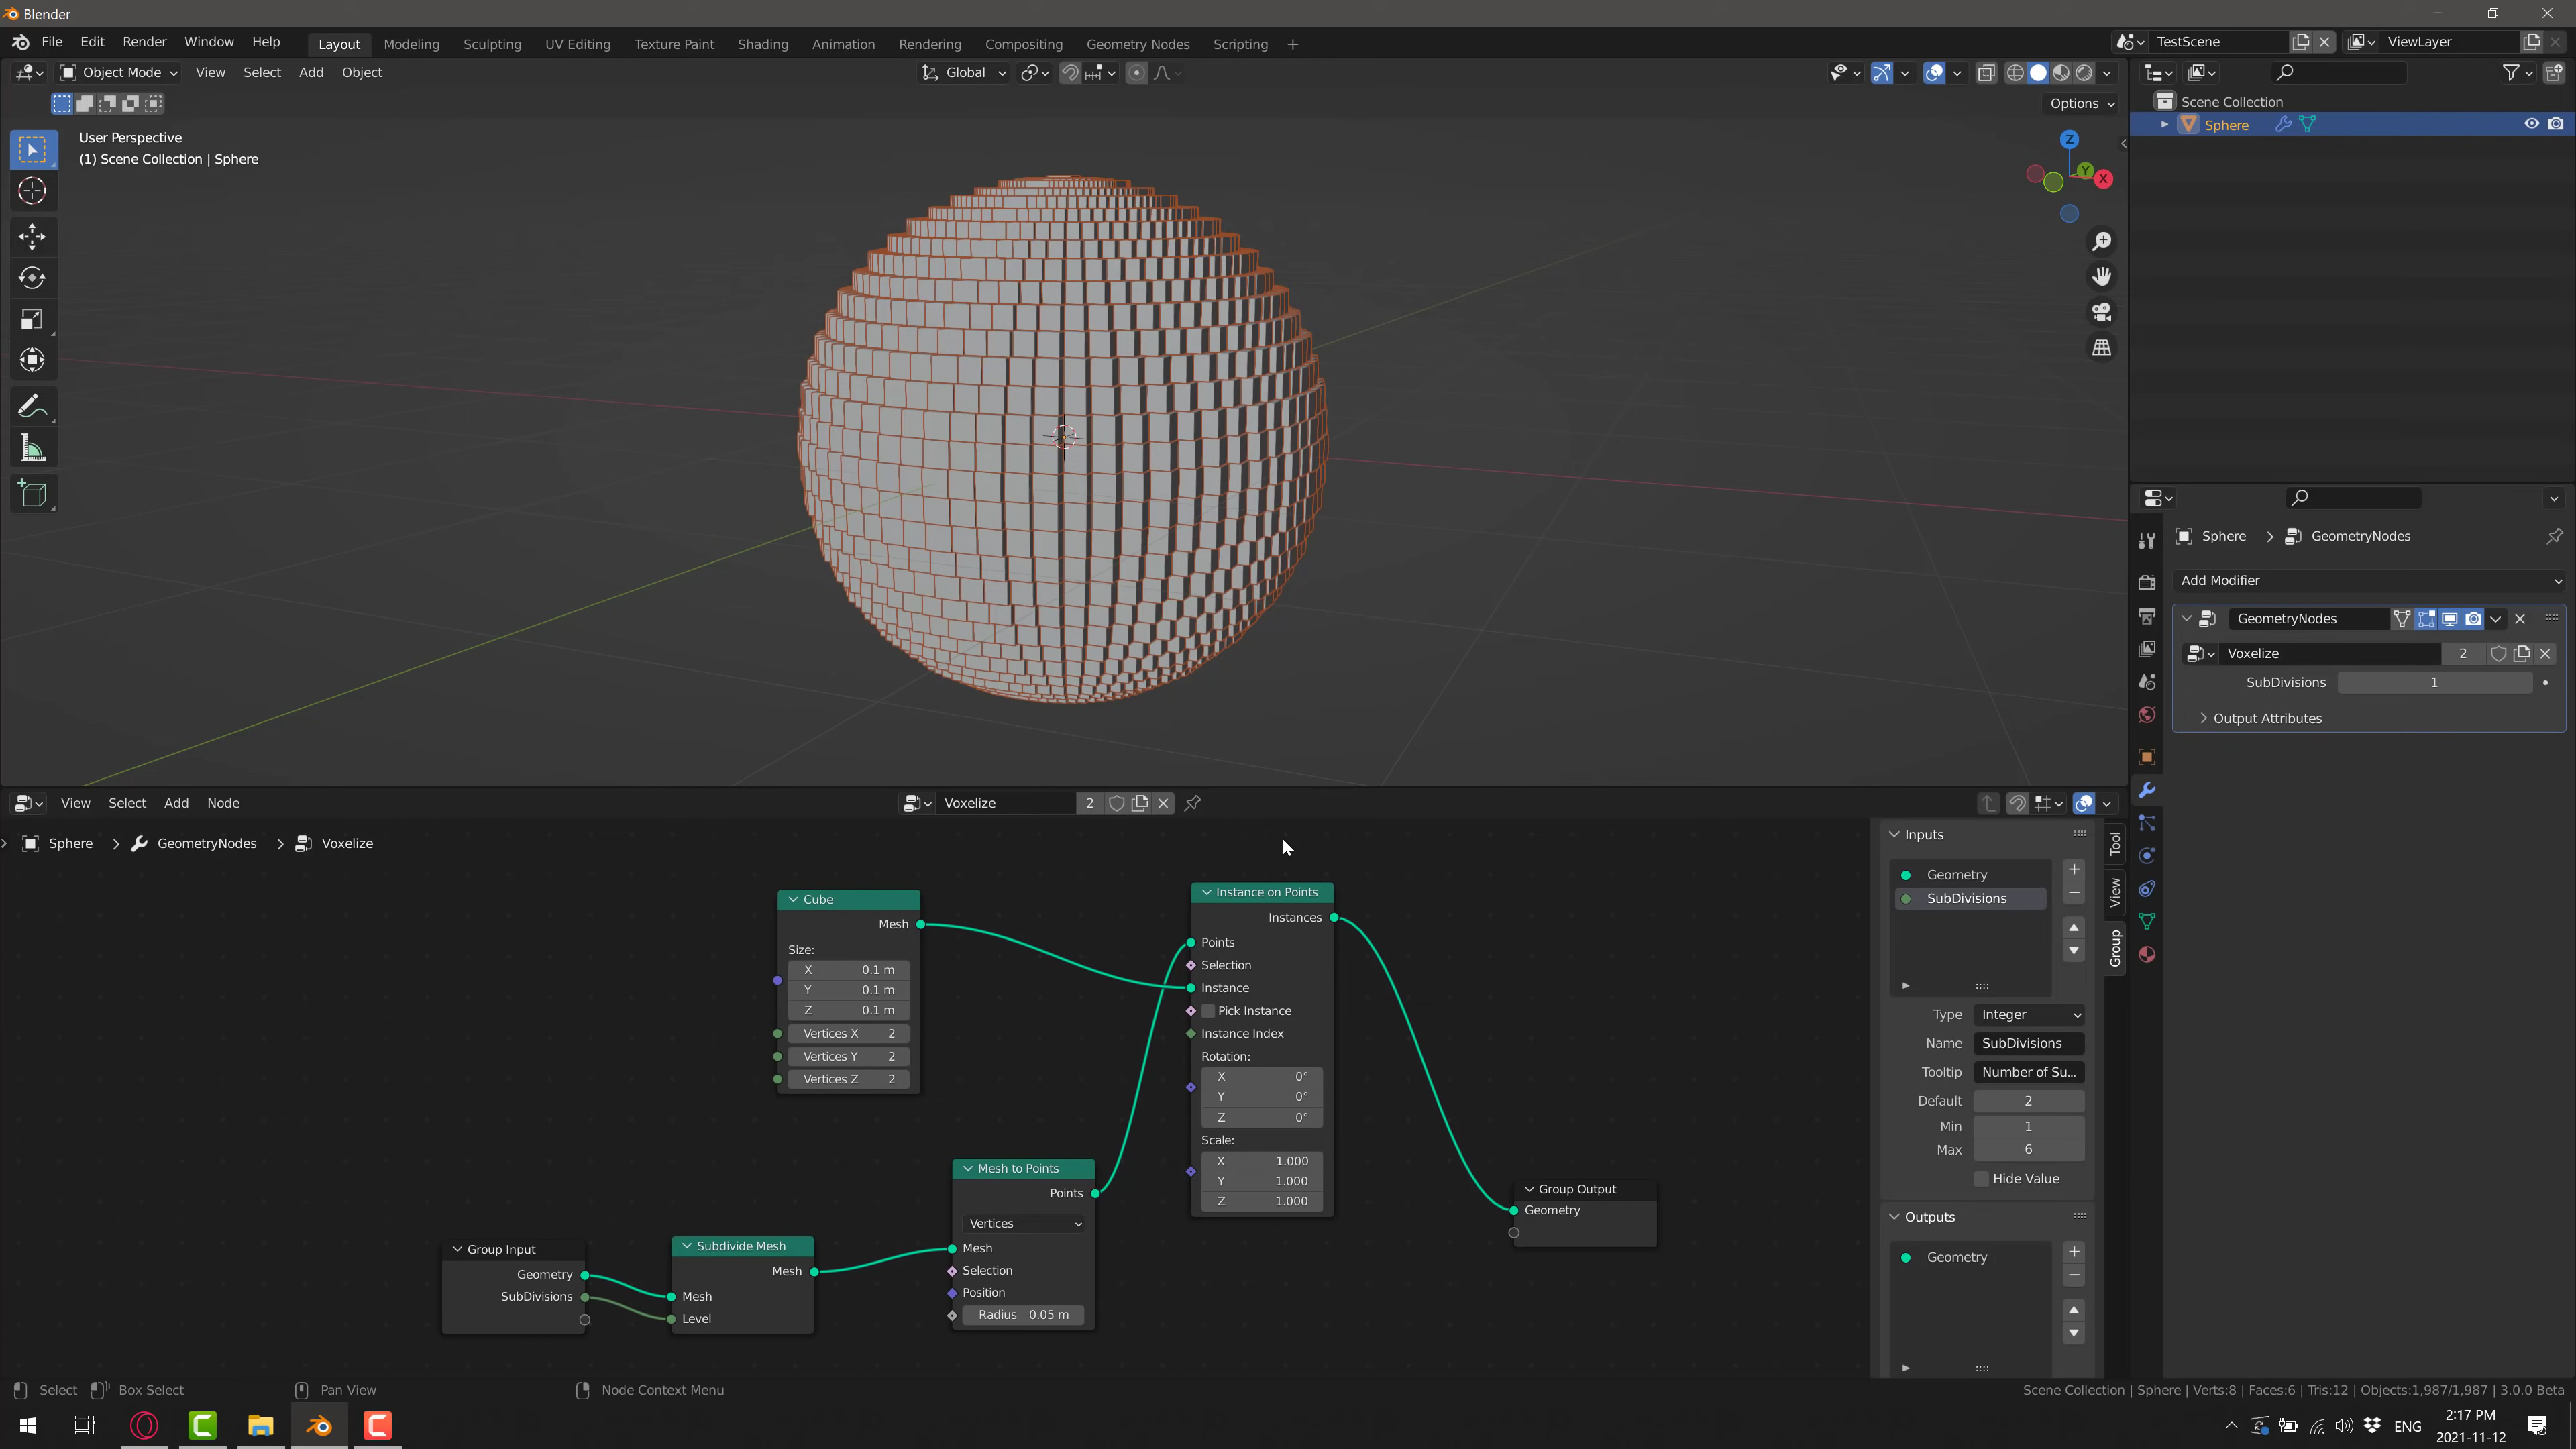 Blender
File Edit Render Window Help Layout Modeling Sculpting UV Editing Texture Paint Shading Animation Rendering Compositing Geometry Nodes Scripting + TestScene ViewLayer
Object Mode View Select Add Object Global
Options
User Perspective
(1) Scene Collection | Sphere
Z
Y
X
Scene Collection
Sphere
Sphere > GeometryNodes
Add Modifier
GeometryNodes
Voxelize 2
SubDivisions 1
Output Attributes
View Select Add Node Voxelize 2
Sphere > GeometryNodes > Voxelize
Cube
Mesh
Size:
X 0.1 m
Y 0.1 m
Z 0.1 m
Vertices X 2
Vertices Y 2
Vertices Z 2
Instance on Points
Instances
Points
Selection
Instance
Pick Instance
Instance Index
Rotation:
X 0°
Y 0°
Z 0°
Scale:
X 1.000
Y 1.000
Z 1.000
Mesh to Points
Points
Vertices
Mesh
Selection
Position
Radius 0.05 m
Group Input
Geometry
SubDivisions
Subdivide Mesh
Mesh
Mesh
Level
Group Output
Geometry
Inputs
Geometry
SubDivisions
Type Integer
Name SubDivisions
Tooltip Number of Su...
Default 2
Min 1
Max 6
Hide Value
Outputs
Geometry
Tool
View
Group
Select Box Select Pan View Node Context Menu
Scene Collection | Sphere | Verts:8 | Faces:6 | Tris:12 | Objects:1,987/1,987 | 3.0.0 Beta
ENG
2:17 PM
2021-11-12